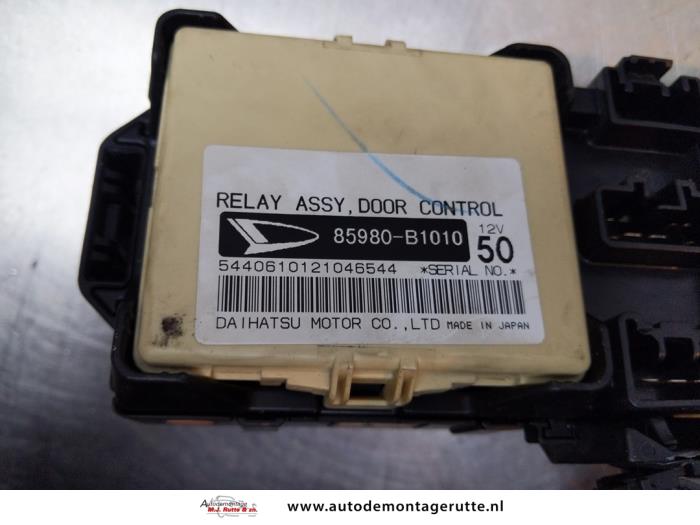 RELAY ASSY, DOOR CONTROL
85980-B1010
12V
50
5440610121046544 *SERIAL NO.*
DAIHATSU MOTOR CO.,LTD MADE IN JAPAN
Autodemontage
M.J. Rutte & zn.
www.autodemontagerutte.nl